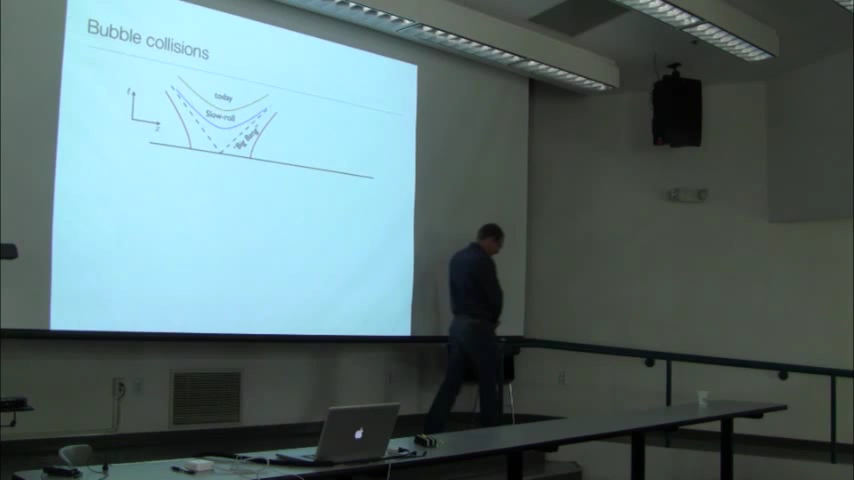 Bubble collisions
today
Slow-roll
"Big Bang"
t
z